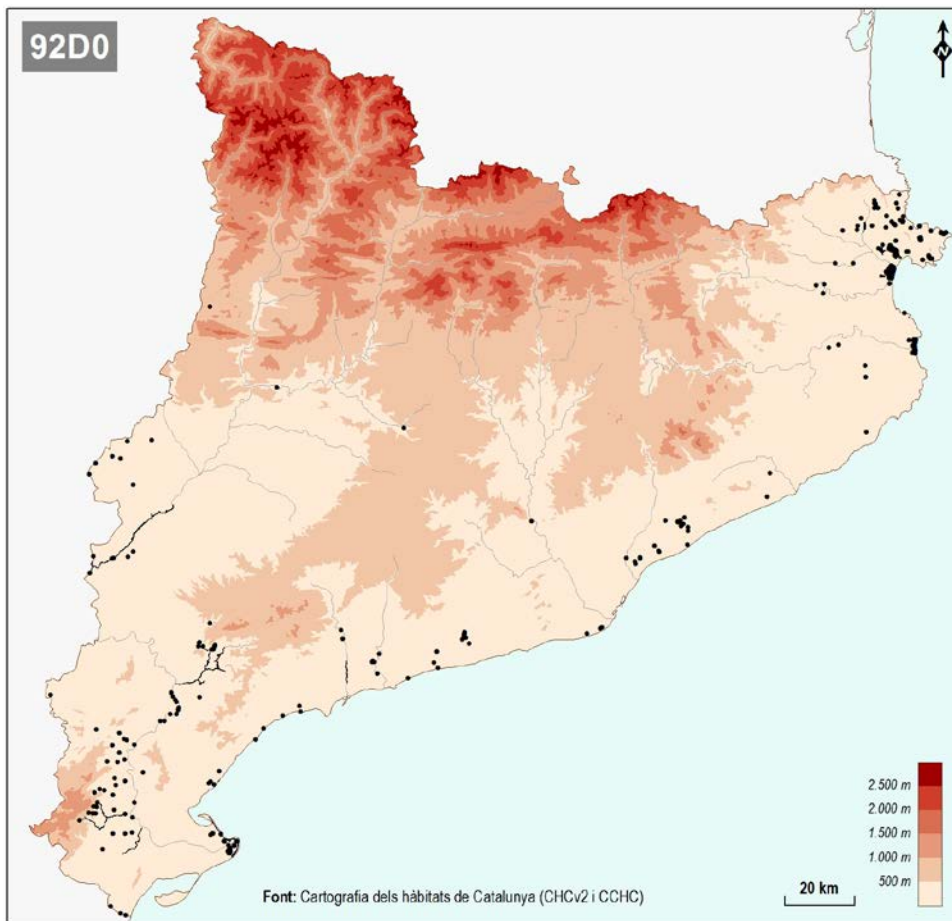 92D0
N
2.500 m
2.000 m
1.500 m
1.000 m
500 m
Font: Cartografia dels hàbitats de Catalunya (CHCv2 i CCHC)
20 km